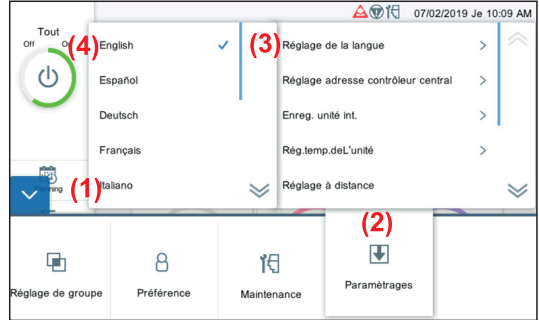 07/02/2019 Je 10:09 AM
Tout
Off On
(4)
English
Español
Deutsch
Français
Italiano
(3)
Réglage de la langue
Réglage adresse contrôleur central
Enreg. unité int.
Rég.temp.deL'unité
Réglage à distance
Planning
(1)
(2)
Réglage de groupe
Préférence
Maintenance
Paramètrages